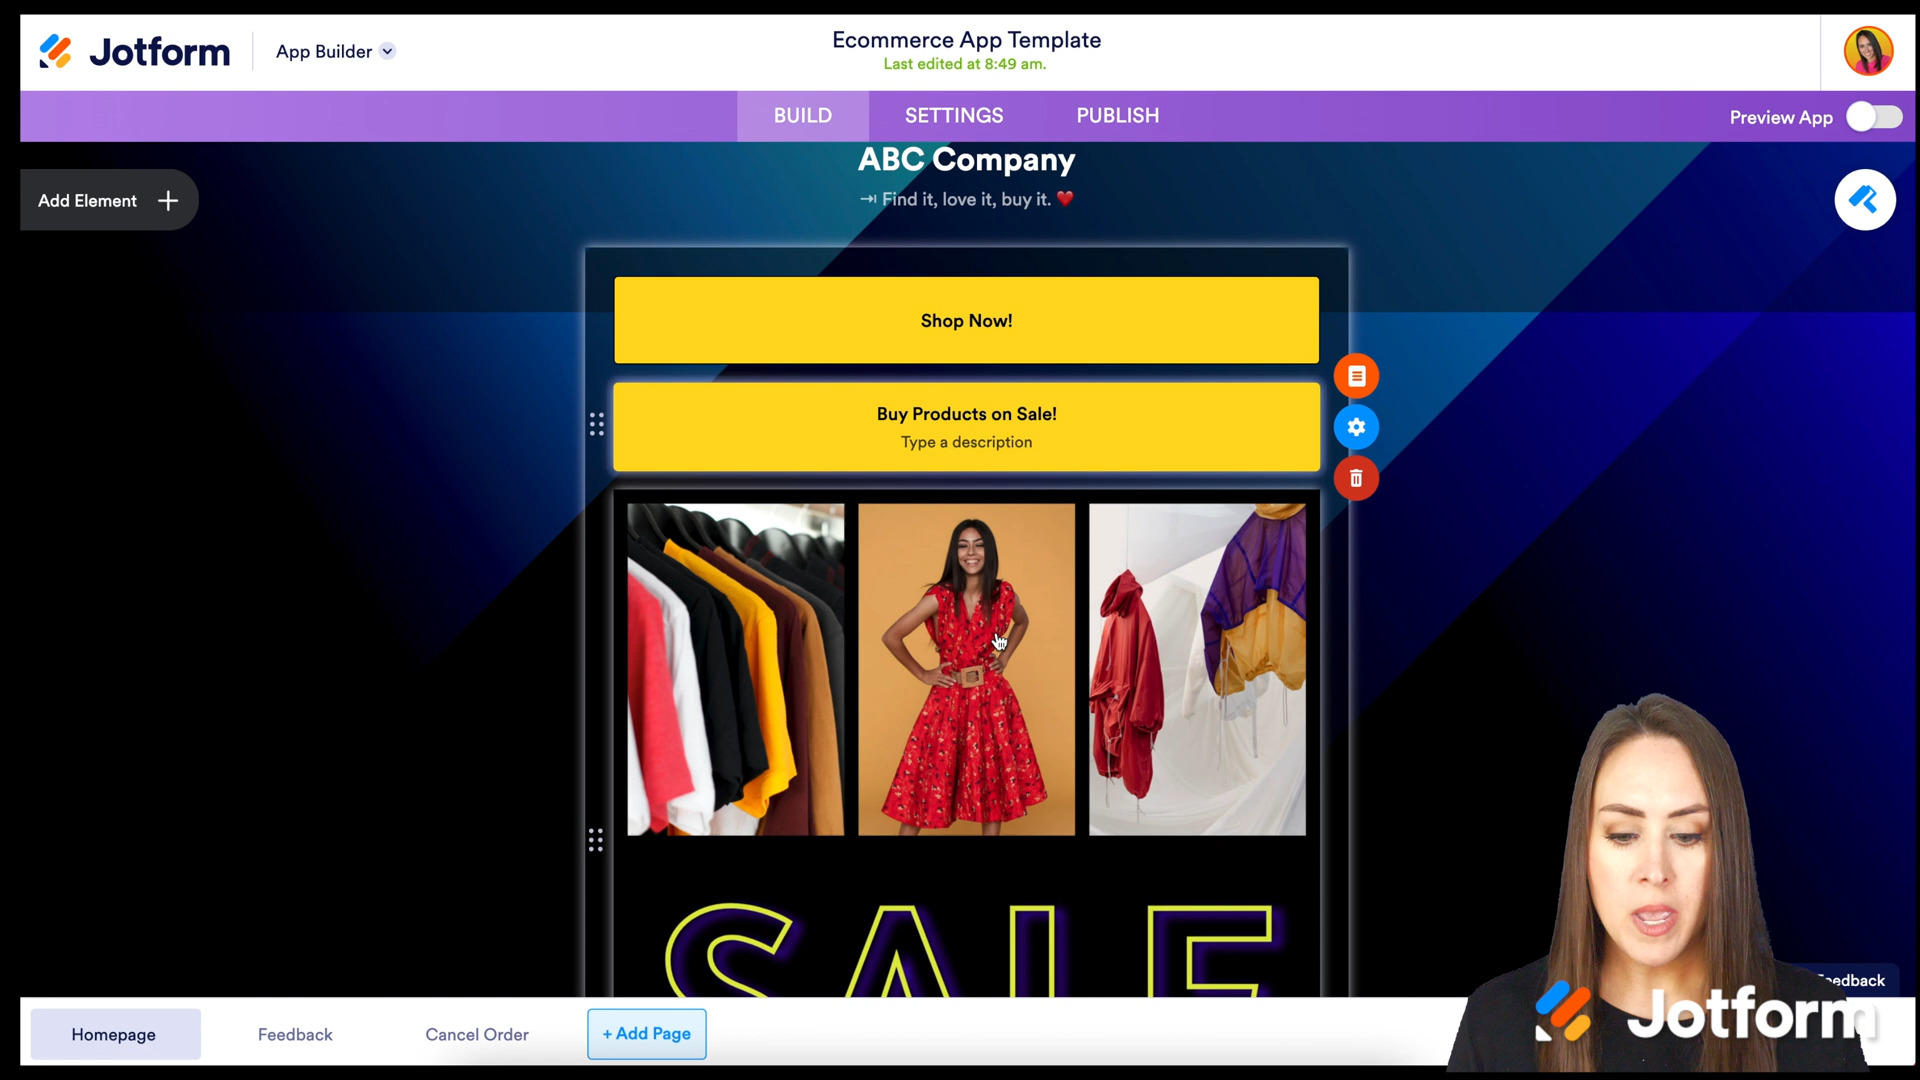 Jotform
App Builder
Ecommerce App Template
Last edited at 8:49 am.
BUILD
SETTINGS
PUBLISH
Preview App
Add Element +
ABC Company
Find it, love it, buy it. ❤️
Shop Now!
Buy Products on Sale!
Type a description
SALE
Homepage
Feedback
Cancel Order
+ Add Page
Jotform